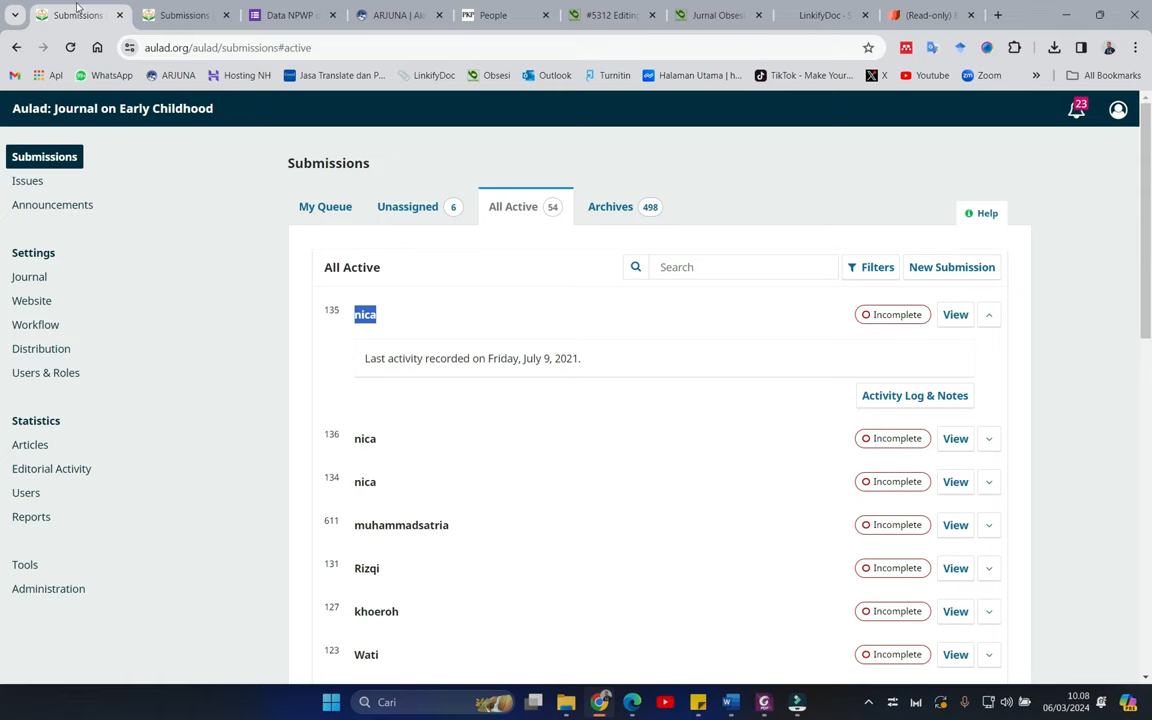 Submissions
Submissions
Data NPWP
ARJUNA | Ak
People
#5312 Editing
Jurnal Obsesi
LinkifyDoc - S
(Read-only)
aulad.org/aulad/submissions#active
Apl
WhatsApp
ARJUNA
Hosting NH
Jasa Translate dan P...
LinkifyDoc
Obsesi
Outlook
Turnitin
Halaman Utama | h...
TikTok - Make Your...
X
Youtube
Zoom
»
All Bookmarks
Aulad: Journal on Early Childhood
23
Submissions
Issues
Announcements
Settings
Journal
Website
Workflow
Distribution
Users & Roles
Statistics
Articles
Editorial Activity
Users
Reports
Tools
Administration
Submissions
My Queue
Unassigned 6
All Active 54
Archives 498
Help
All Active
Search
Filters
New Submission
135 nica Incomplete View
Last activity recorded on Friday, July 9, 2021.
Activity Log & Notes
136 nica Incomplete View
134 nica Incomplete View
611 muhammadsatria Incomplete View
131 Rizqi Incomplete View
127 khoeroh Incomplete View
123 Wati Incomplete View
Cari
10.08
06/03/2024